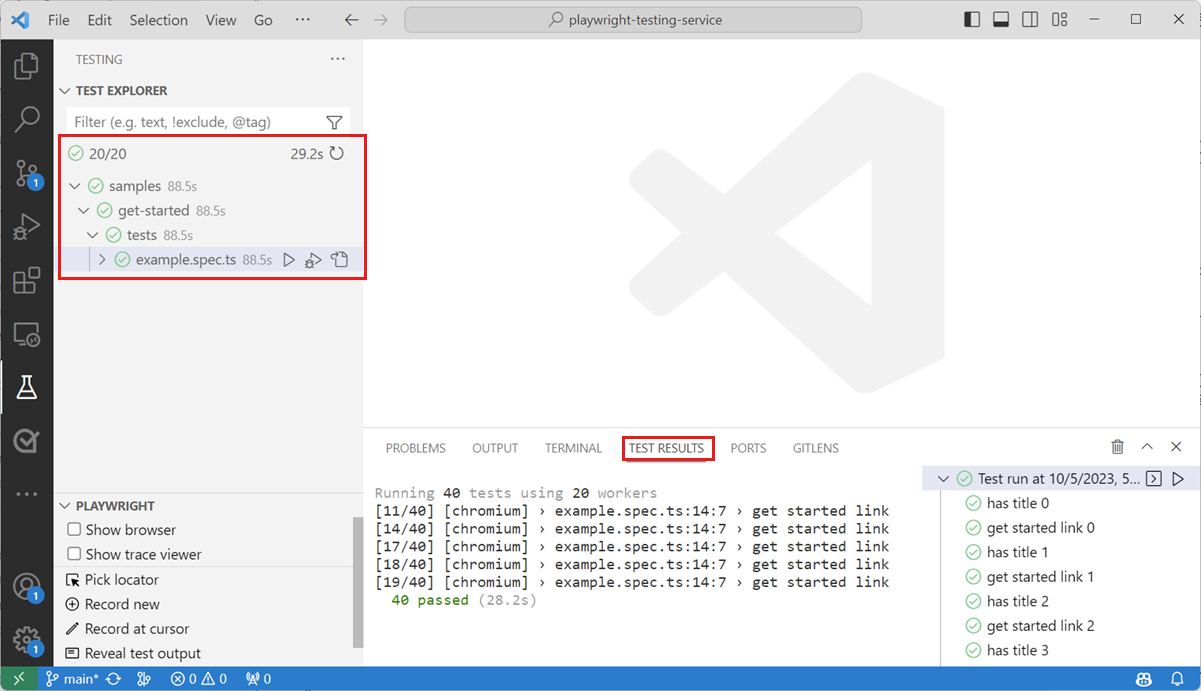 File Edit Selection View Go ··· playwright-testing-service
TESTING ···
TEST EXPLORER
Filter (e.g. text, !exclude, @tag)
20/20 29.2s
samples 88.5s
get-started 88.5s
tests 88.5s
example.spec.ts 88.5s
1
PLAYWRIGHT
Show browser
Show trace viewer
Pick locator
Record new
Record at cursor
Reveal test output
1
1
PROBLEMS OUTPUT TERMINAL TEST RESULTS PORTS GITLENS
Running 40 tests using 20 workers
[11/40] [chromium] › example.spec.ts:14:7 › get started link
[14/40] [chromium] › example.spec.ts:14:7 › get started link
[17/40] [chromium] › example.spec.ts:14:7 › get started link
[18/40] [chromium] › example.spec.ts:14:7 › get started link
[19/40] [chromium] › example.spec.ts:14:7 › get started link
40 passed (28.2s)
Test run at 10/5/2023, 5...
has title 0
get started link 0
has title 1
get started link 1
has title 2
get started link 2
has title 3
main* 0 0 0